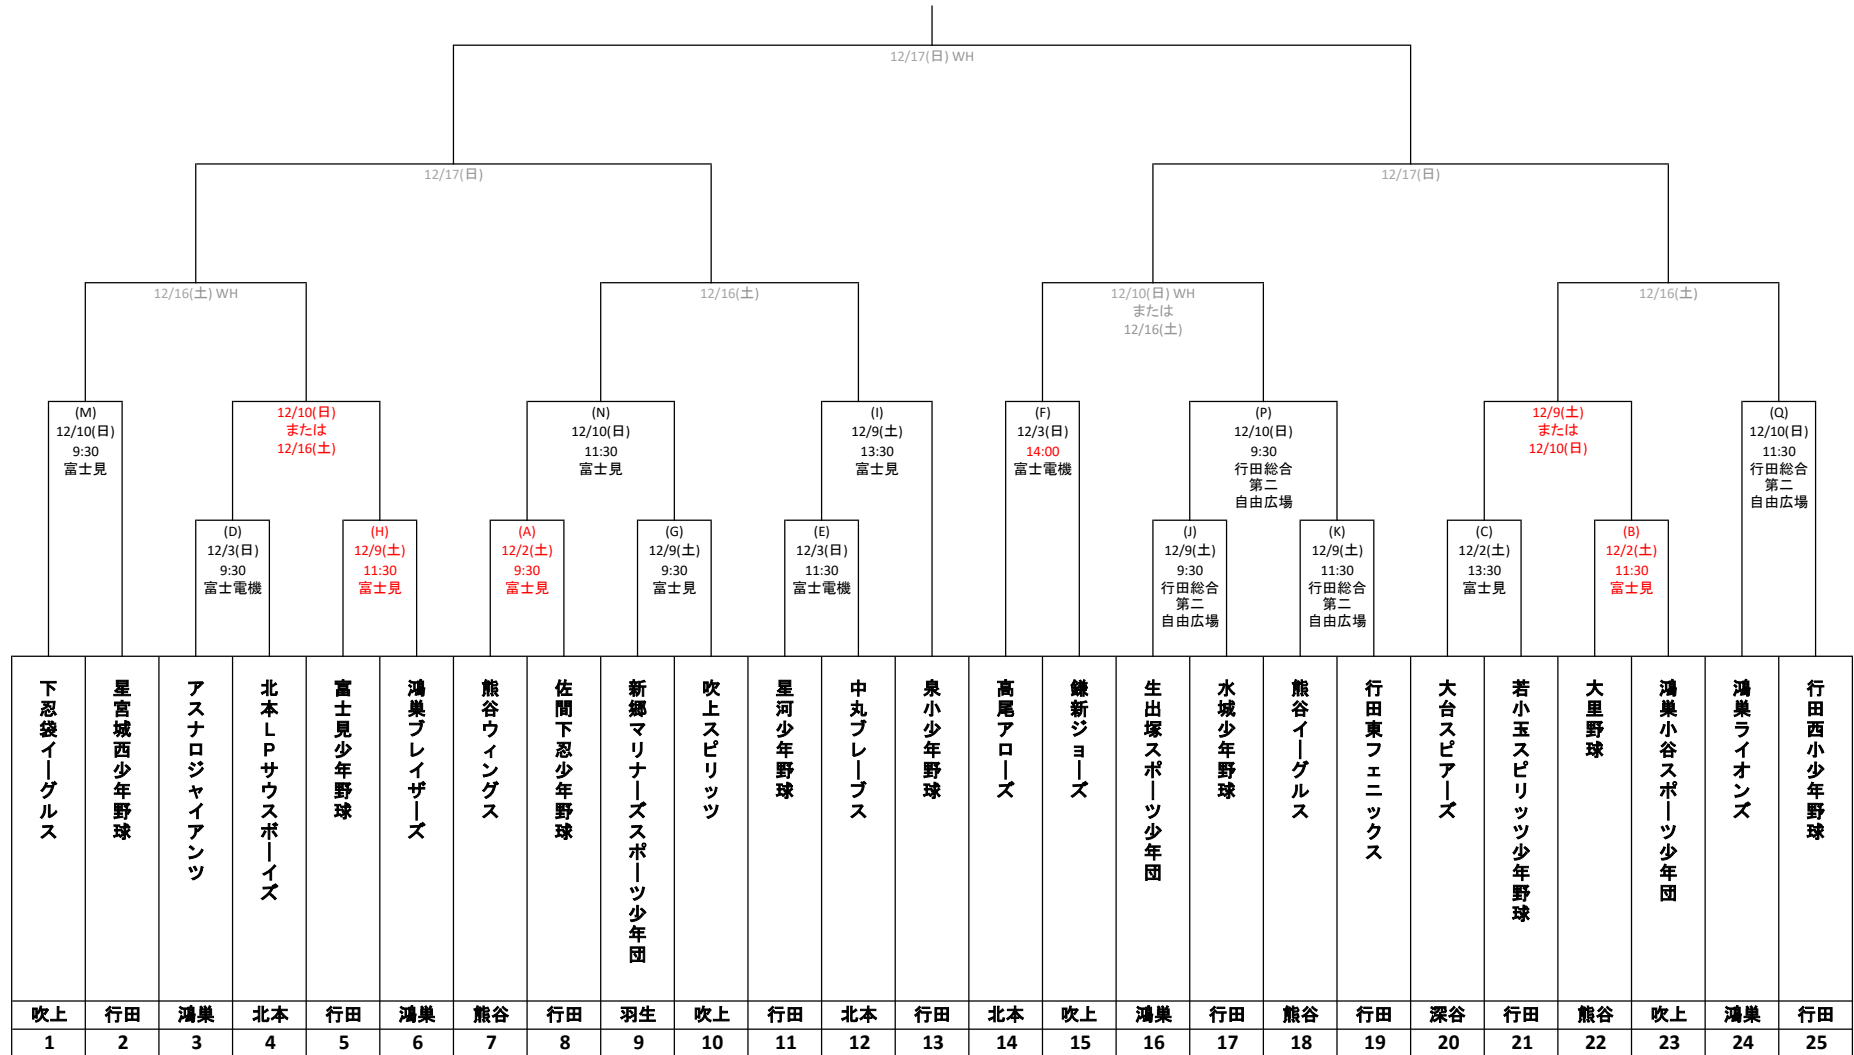 12/17(日) WH
12/17(日)
12/17(日)
12/16(土) WH
12/16(土)
12/10(日) WH
または
12/16(土)
12/16(土)
(M)
12/10(日)
9:30
富士見
12/10(日)
または
12/16(土)
(N)
12/10(日)
11:30
富士見
(I)
12/9(土)
13:30
富士見
(F)
12/3(日)
14:00
富士電機
(P)
12/10(日)
9:30
行田総合
第二
自由広場
12/9(土)
または
12/10(日)
(Q)
12/10(日)
11:30
行田総合
第二
自由広場
(D)
12/3(日)
9:30
富士電機
(H)
12/9(土)
11:30
富士見
(A)
12/2(土)
9:30
富士見
(G)
12/9(土)
9:30
富士見
(E)
12/3(日)
11:30
富士電機
(J)
12/9(土)
9:30
行田総合
第二
自由広場
(K)
12/9(土)
11:30
行田総合
第二
自由広場
(C)
12/2(土)
13:30
富士見
(B)
12/2(土)
11:30
富士見
下忍袋イーグルス
星宮城西少年野球
アスナロジャイアンツ
北本LPサウスボーイズ
富士見少年野球
鴻巣ブレイザーズ
熊谷ウィングス
佐間下忍少年野球
新郷マリナーズスポーツ少年団
吹上スピリッツ
星河少年野球
中丸ブレーブス
泉小少年野球
高尾アローズ
鎌新ジョーズ
生出塚スポーツ少年団
水城少年野球
熊谷イーグルス
行田東フェニックス
大台スピアーズ
若小玉スピリッツ少年野球
大里野球
鴻巣小谷スポーツ少年団
鴻巣ライオンズ
行田西小少年野球
吹上 行田 鴻巣 北本 行田 鴻巣 熊谷 行田 羽生 吹上 行田 北本 行田 北本 吹上 鴻巣 行田 熊谷 行田 深谷 行田 熊谷 吹上 鴻巣 行田
1 2 3 4 5 6 7 8 9 10 11 12 13 14 15 16 17 18 19 20 21 22 23 24 25